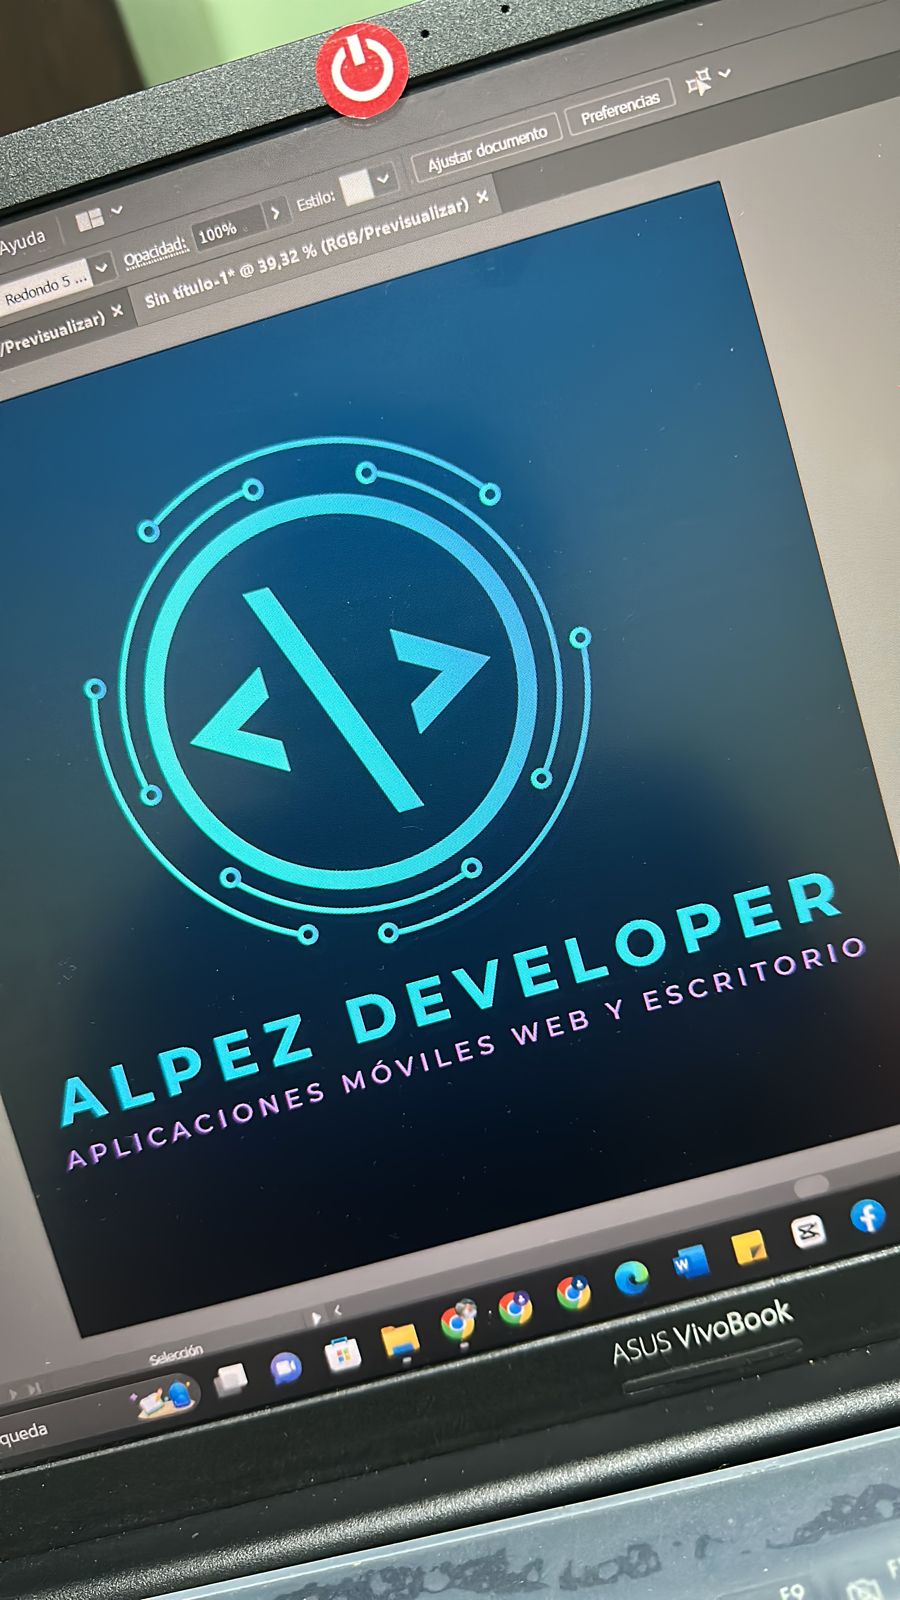 Ajustar documento
Preferencias
Ayuda
Opacidad: 100%
Estilo:
Redondo 5 ...
/Previsualizar) ×
Sin título-1* @ 39,32 % (RGB/Previsualizar) ×
<\>
ALPEZ DEVELOPER
APLICACIONES MÓVILES WEB Y ESCRITORIO
Selección
queda
ASUS VivoBook
F9